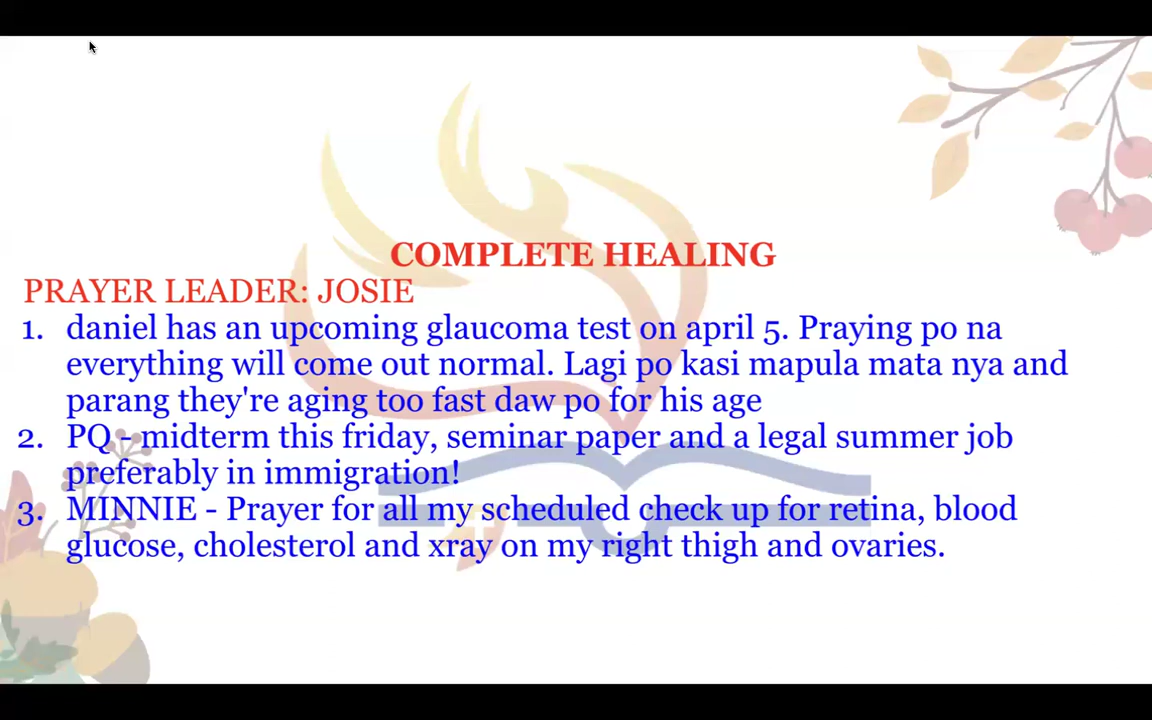 COMPLETE HEALING
PRAYER LEADER: JOSIE
1. daniel has an upcoming glaucoma test on april 5. Praying po na
everything will come out normal. Lagi po kasi mapula mata nya and
parang they're aging too fast daw po for his age
2. PQ - midterm this friday, seminar paper and a legal summer job
preferably in immigration!
3. MINNIE - Prayer for all my scheduled check up for retina, blood
glucose, cholesterol and xray on my right thigh and ovaries.